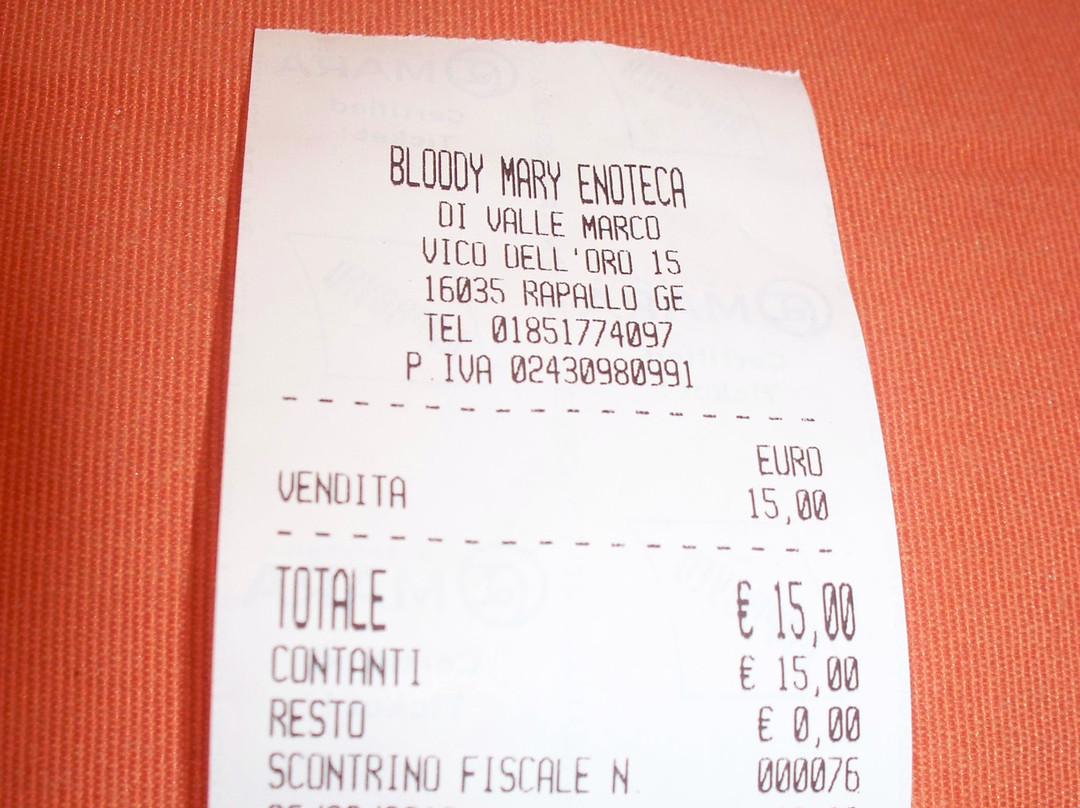 BLOODY MARY ENOTECA
DI VALLE MARCO
VICO DELL'ORO 15
16035 RAPALLO GE
TEL 01851774097
P.IVA 02430980991
EURO
VENDITA 15,00
TOTALE € 15,00
CONTANTI € 15,00
RESTO € 0,00
SCONTRINO FISCALE N. 000076